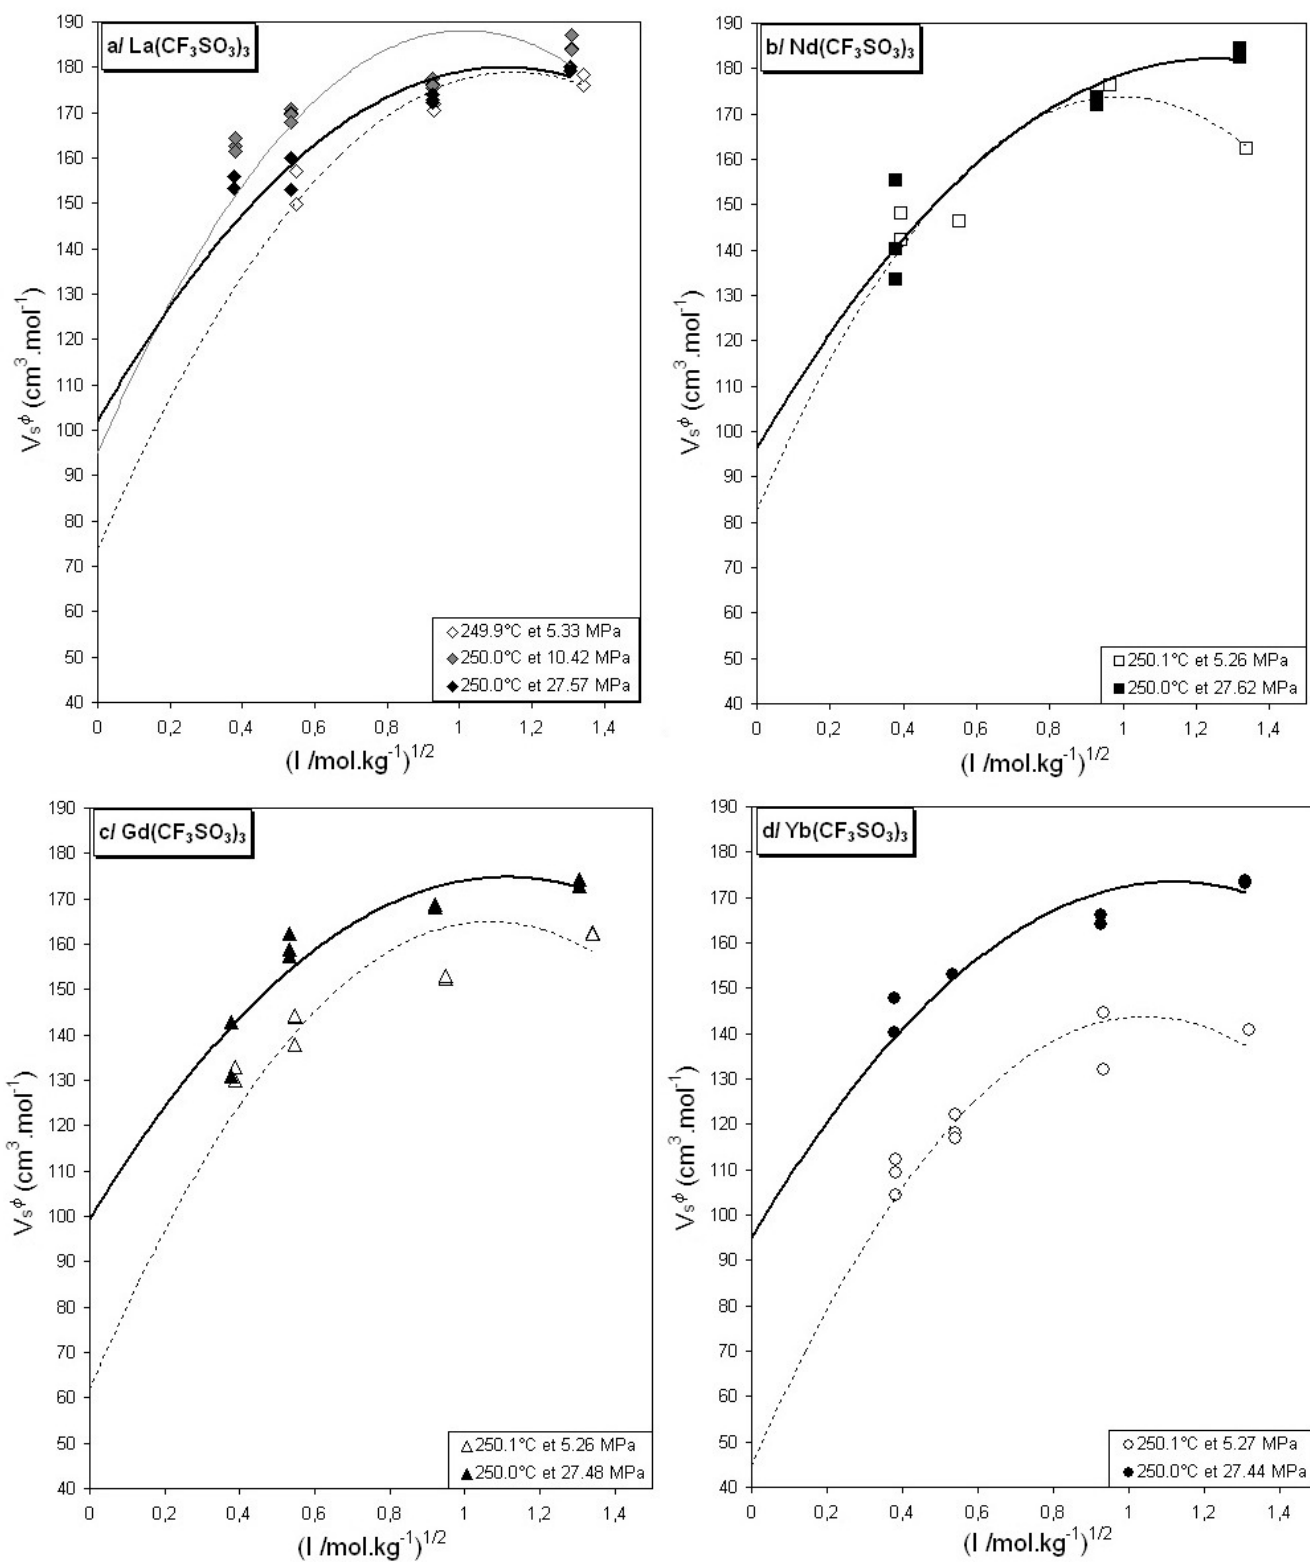 a/ La(CF₃SO₃)₃
190
180
170
160
150
140
130
120
110
100
90
80
70
60
50
40
Vsᶲ (cm³.mol⁻¹)
249.9°C et 5.33 MPa
250.0°C et 10.42 MPa
250.0°C et 27.57 MPa
0 0,2 0,4 0,6 0,8 1 1,2 1,4
(I /mol.kg⁻¹)¹/²
b/ Nd(CF₃SO₃)₃
190
180
170
160
150
140
130
120
110
100
90
80
70
60
50
40
Vsᶲ (cm³.mol⁻¹)
250.1°C et 5.26 MPa
250.0°C et 27.62 MPa
0 0,2 0,4 0,6 0,8 1 1,2 1,4
(I /mol.kg⁻¹)¹/²
c/ Gd(CF₃SO₃)₃
190
180
170
160
150
140
130
120
110
100
90
80
70
60
50
40
Vsᶲ (cm³.mol⁻¹)
250.1°C et 5.26 MPa
250.0°C et 27.48 MPa
0 0,2 0,4 0,6 0,8 1 1,2 1,4
(I /mol.kg⁻¹)¹/²
d/ Yb(CF₃SO₃)₃
190
180
170
160
150
140
130
120
110
100
90
80
70
60
50
40
Vsᶲ (cm³.mol⁻¹)
250.1°C et 5.27 MPa
250.0°C et 27.44 MPa
0 0,2 0,4 0,6 0,8 1 1,2 1,4
(I /mol.kg⁻¹)¹/²